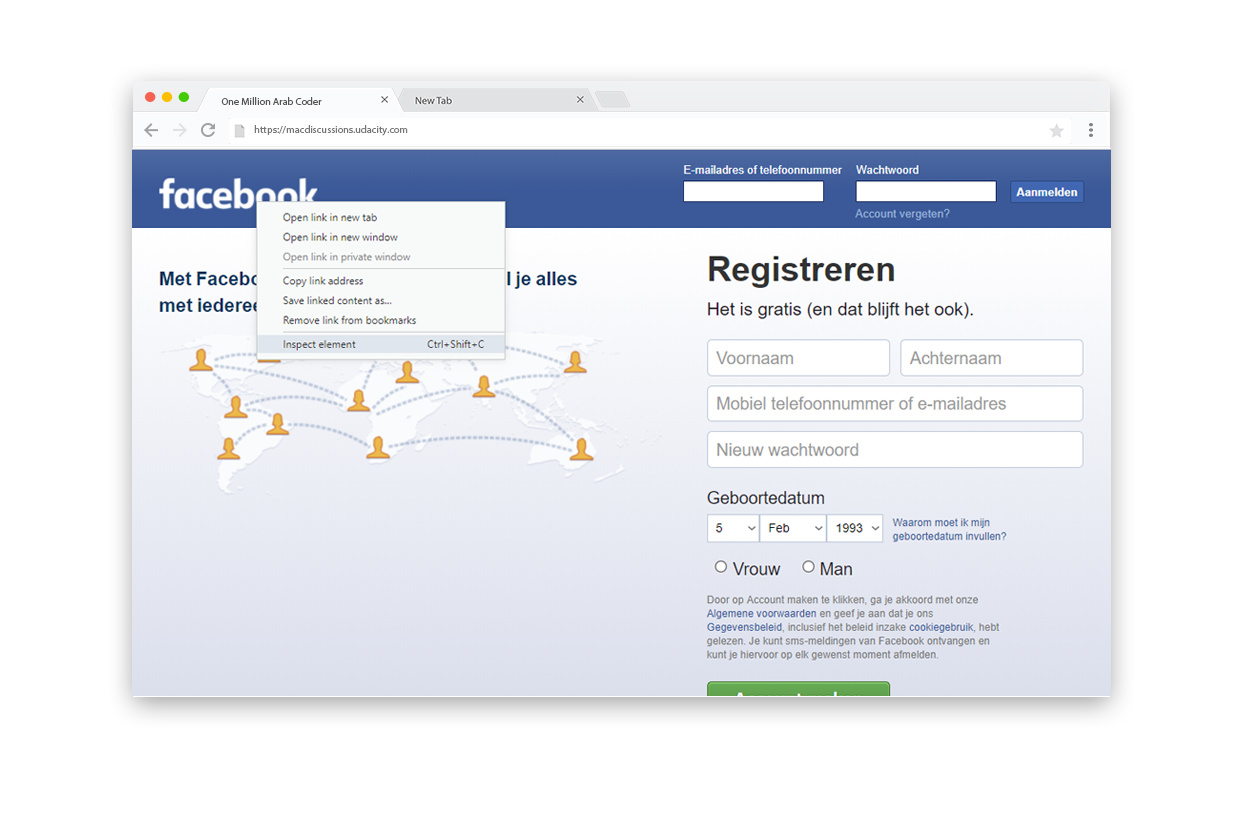 One Million Arab Coder
New Tab
https://macdiscussions.udacity.com
facebook
E-mailadres of telefoonnummer
Wachtwoord
Aanmelden
Account vergeten?
Open link in new tab
Open link in new window
Open link in private window
Copy link address
Save linked content as...
Remove link from bookmarks
Inspect element Ctrl+Shift+C
Met je alles
met
Registreren
Het is gratis (en dat blijft het ook).
Voornaam
Achternaam
Mobiel telefoonnummer of e-mailadres
Nieuw wachtwoord
Geboortedatum
5 Feb 1993
Waarom moet ik mijn
geboortedatum invullen?
Vrouw Man
Door op Account maken te klikken, ga je akkoord met onze
Algemene voorwaarden en geef je aan dat je ons
Gegevensbeleid, inclusief het beleid inzake cookiegebruik, hebt
gelezen. Je kunt sms-meldingen van Facebook ontvangen en
kunt je hiervoor op elk gewenst moment afmelden.